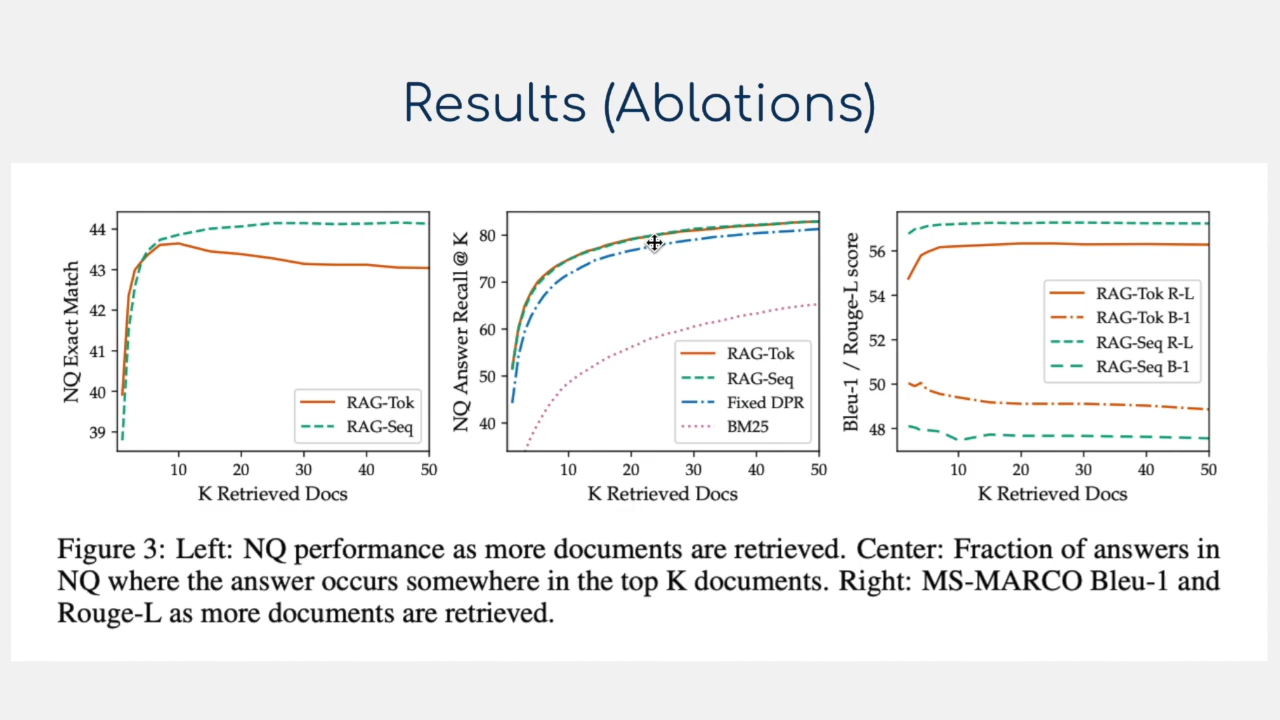 Results (Ablations)
44
43
42
41
40
39
NQ Exact Match
RAG-Tok
RAG-Seq
10 20 30 40 50
K Retrieved Docs
80
70
60
50
40
NQ Answer Recall @ K
RAG-Tok
RAG-Seq
Fixed DPR
BM25
10 20 30 40 50
K Retrieved Docs
56
54
52
50
48
Bleu-1 / Rouge-L score
RAG-Tok R-L
RAG-Tok B-1
RAG-Seq R-L
RAG-Seq B-1
10 20 30 40 50
K Retrieved Docs
Figure 3: Left: NQ performance as more documents are retrieved. Center: Fraction of answers in
NQ where the answer occurs somewhere in the top K documents. Right: MS-MARCO Bleu-1 and
Rouge-L as more documents are retrieved.